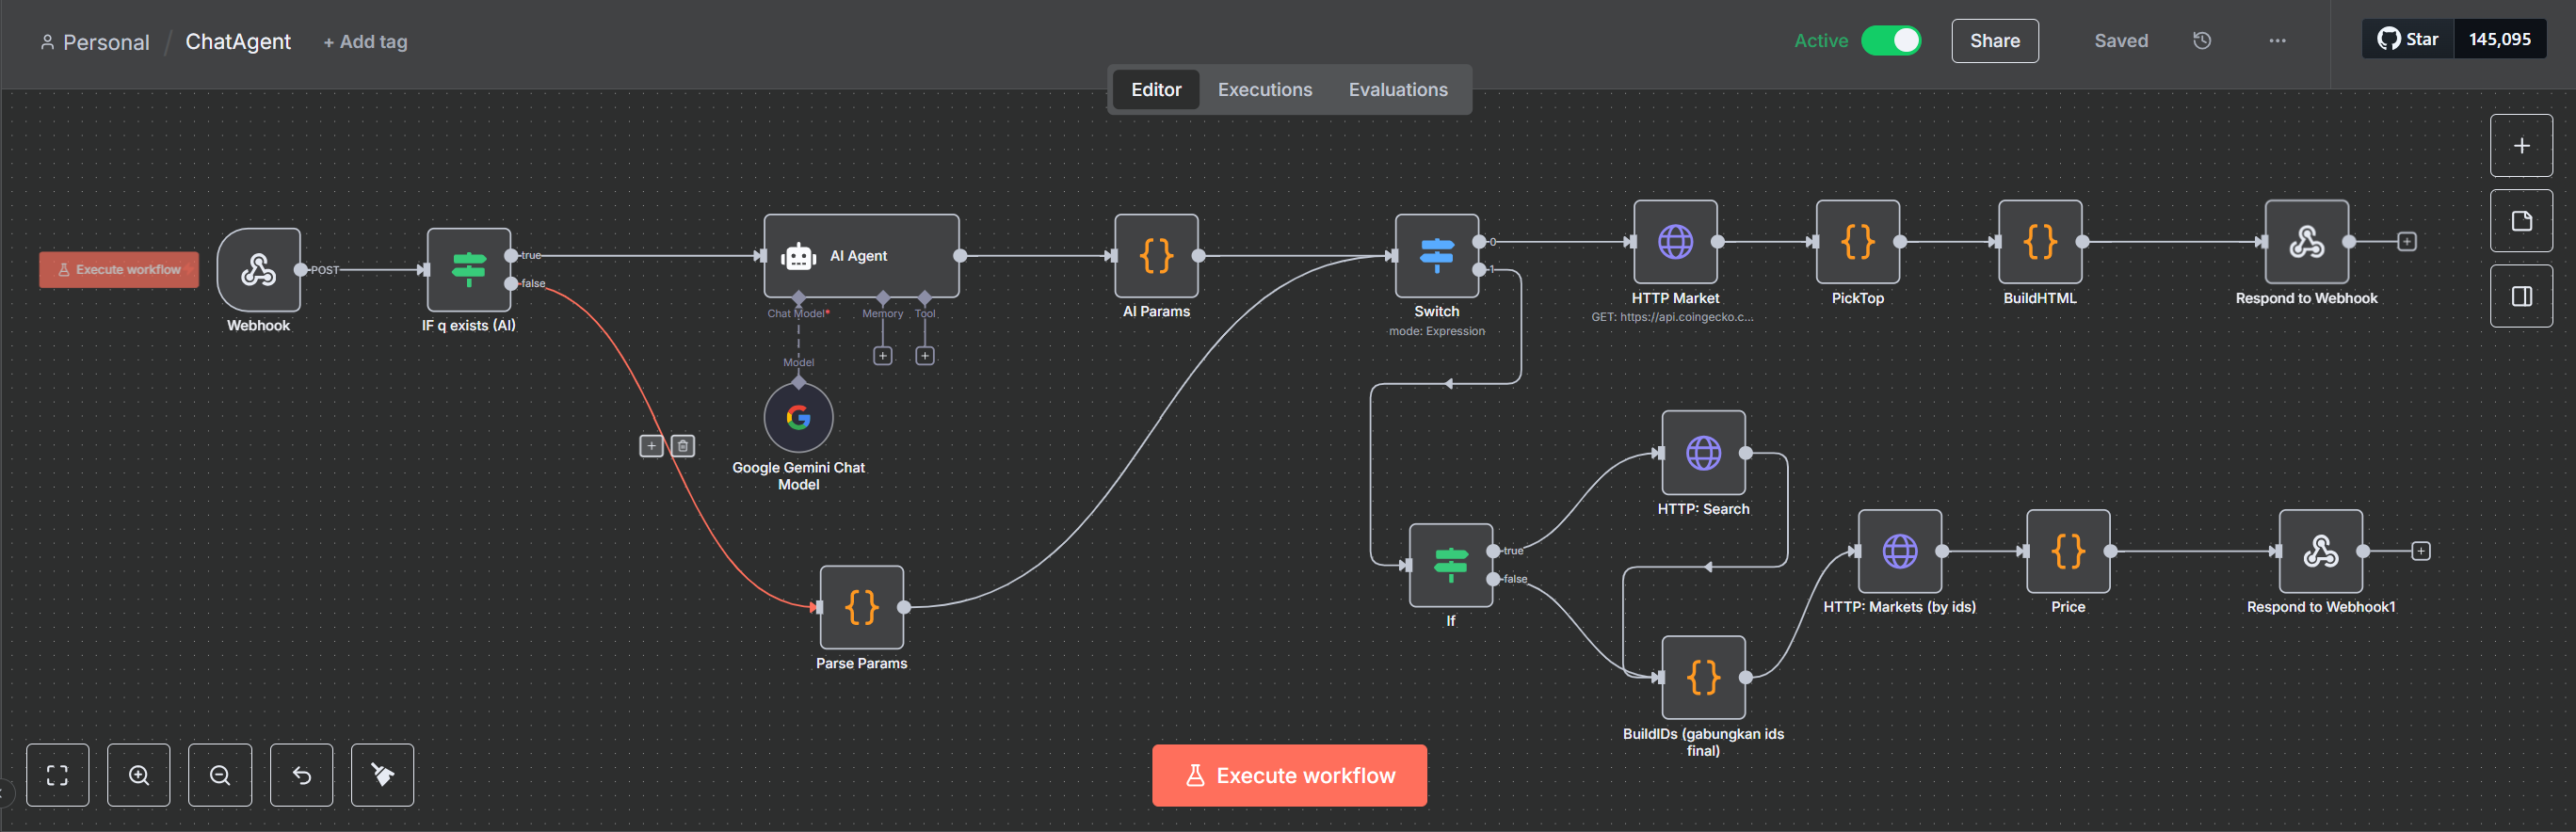 Personal / ChatAgent + Add tag
Active Share Saved ... Star 145,095
Editor Executions Evaluations
Execute workflow
Webhook
POST
IF q exists (AI)
true
false
AI Agent
Chat Model*
Memory
Tool
Model
Google Gemini Chat
Model
AI Params
Parse Params
Switch
mode: Expression
0
1
HTTP Market
GET: https://api.coingecko.c...
PickTop
BuildHTML
Respond to Webhook
If
true
false
HTTP: Search
BuildIDs (gabungkan ids
final)
HTTP: Markets (by ids)
Price
Respond to Webhook1
Execute workflow